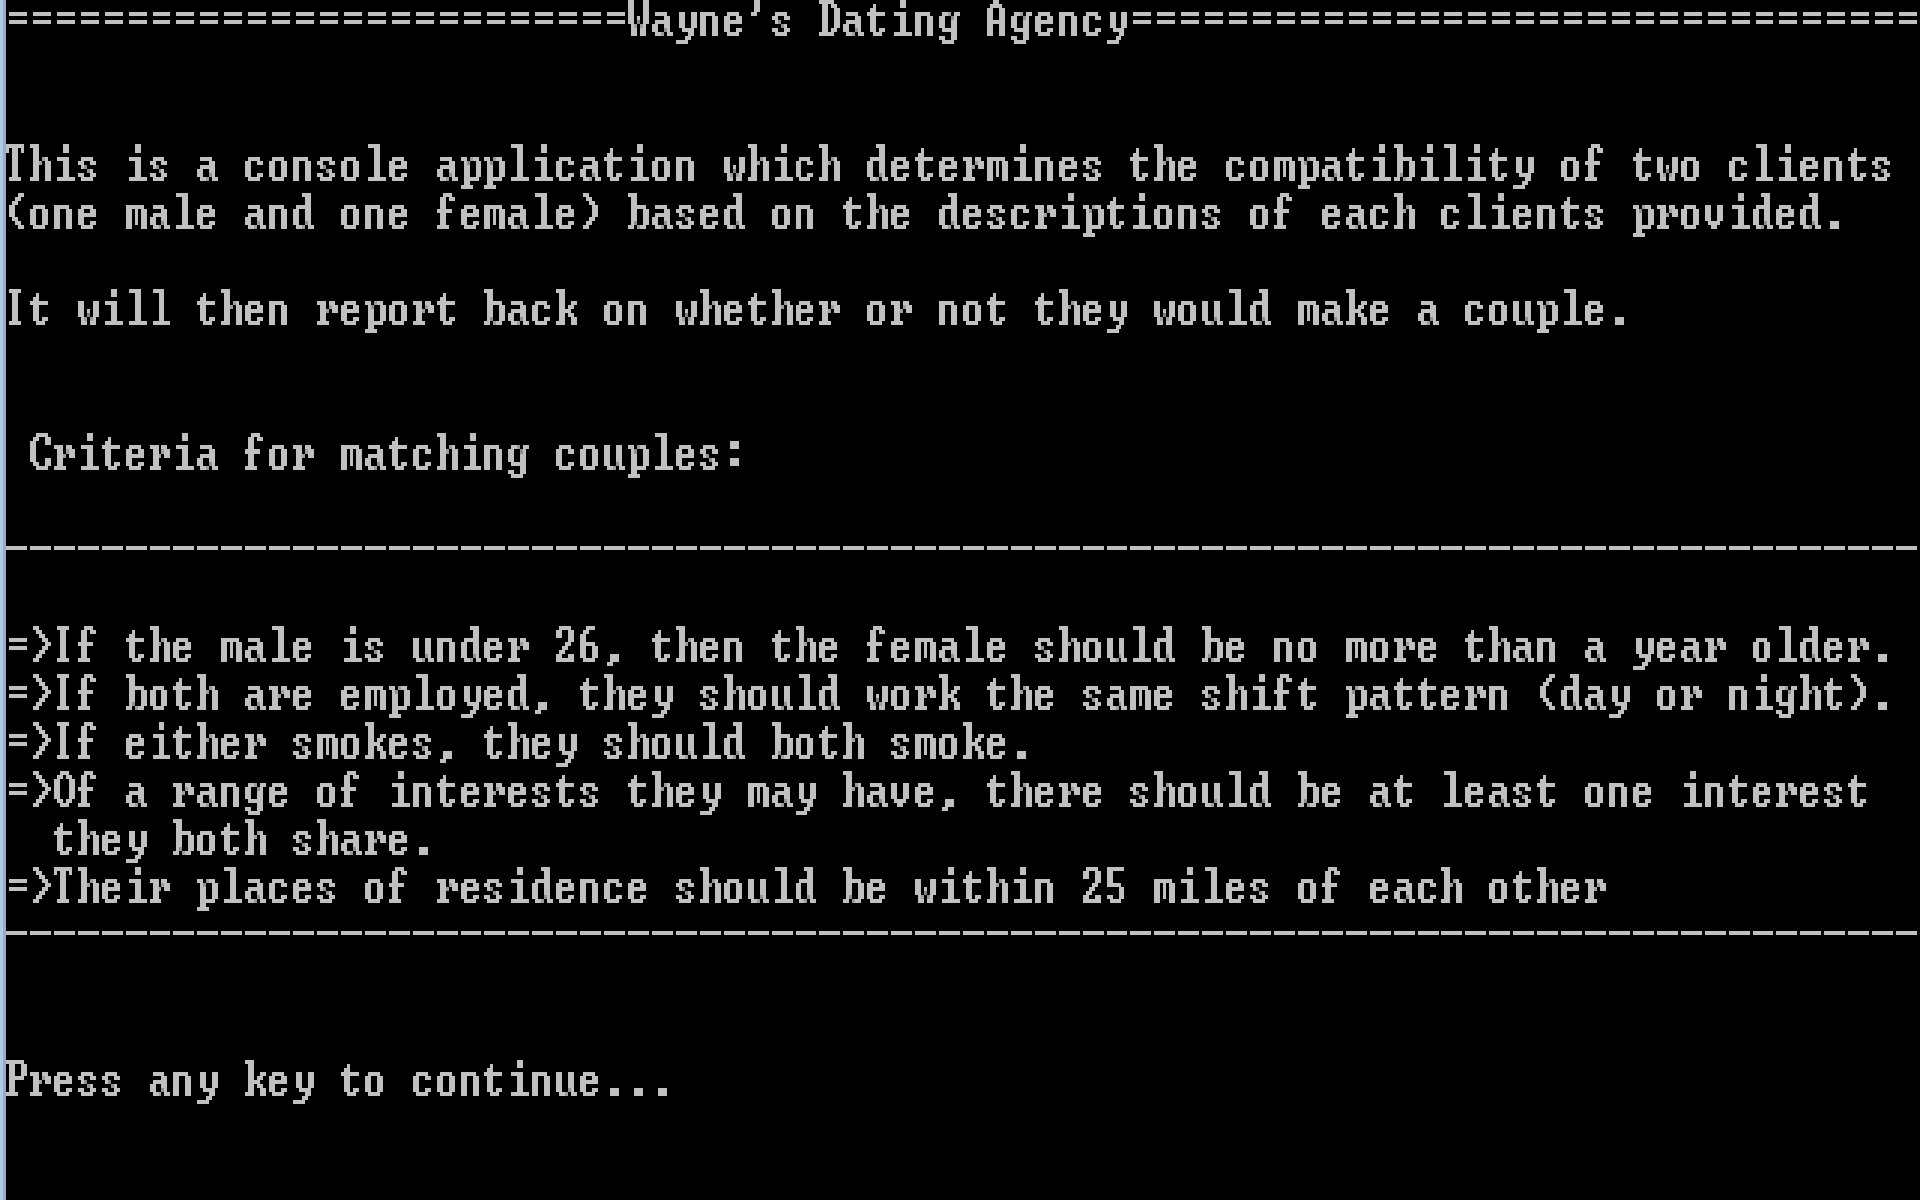 ==========================Wayne's Dating Agency=================================
This is a console application which determines the compatibility of two clients
(one male and one female) based on the descriptions of each clients provided.
It will then report back on whether or not they would make a couple.
Criteria for matching couples:
--------------------------------------------------------------------------------
=>If the male is under 26, then the female should be no more than a year older.
=>If both are employed, they should work the same shift pattern (day or night).
=>If either smokes, they should both smoke.
=>Of a range of interests they may have, there should be at least one interest
they both share.
=>Their places of residence should be within 25 miles of each other
--------------------------------------------------------------------------------
Press any key to continue...